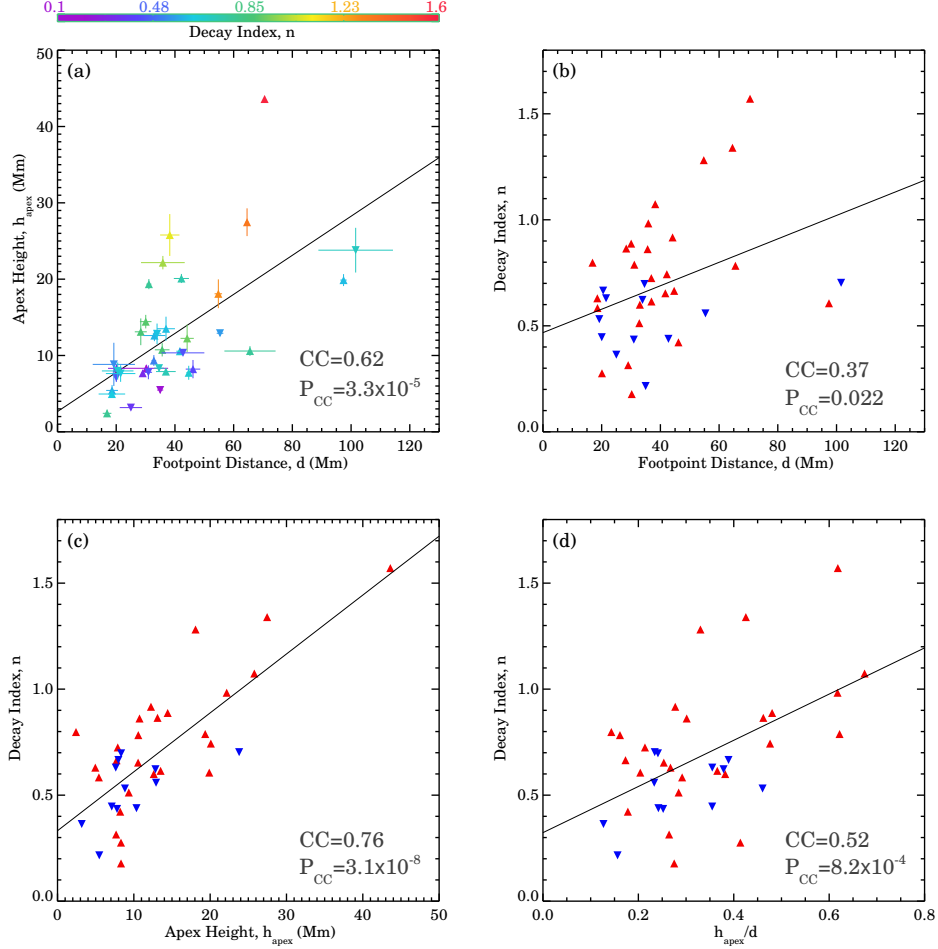 0.1 0.48 0.85 1.23 1.6
Decay Index, n
(a)
50
40
30
20
10
0
Apex Height, h_apex (Mm)
CC=0.62
P_CC=3.3x10^-5
0 20 40 60 80 100 120
Footpoint Distance, d (Mm)
(b)
1.5
1.0
0.5
0.0
Decay Index, n
CC=0.37
P_CC=0.022
0 20 40 60 80 100 120
Footpoint Distance, d (Mm)
(c)
1.5
1.0
0.5
0.0
Decay Index, n
CC=0.76
P_CC=3.1x10^-8
0 10 20 30 40 50
Apex Height, h_apex (Mm)
(d)
1.5
1.0
0.5
0.0
Decay Index, n
CC=0.52
P_CC=8.2x10^-4
0.0 0.2 0.4 0.6 0.8
h_apex/d